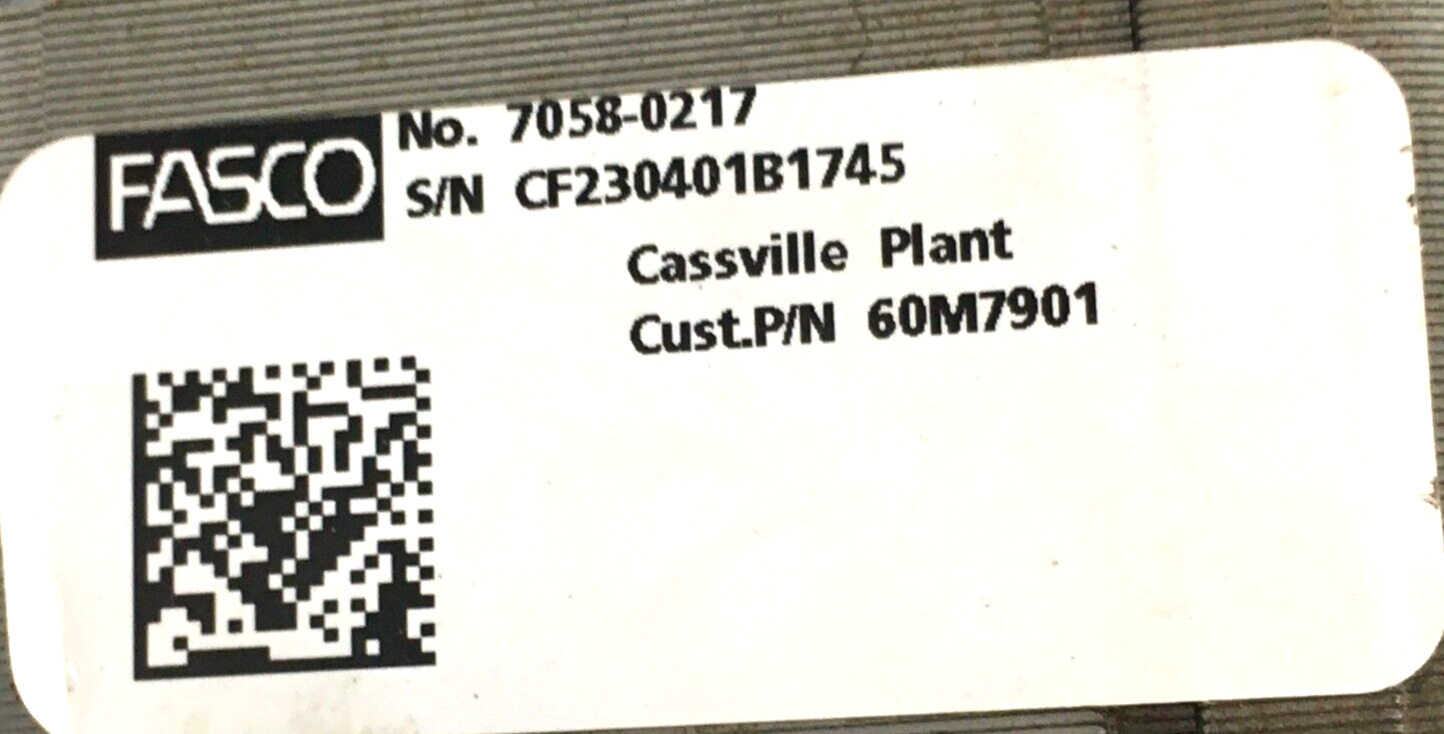 FASCO
No. 7058-0217
S/N CF230401B1745
Cassville Plant
Cust.P/N 60M7901